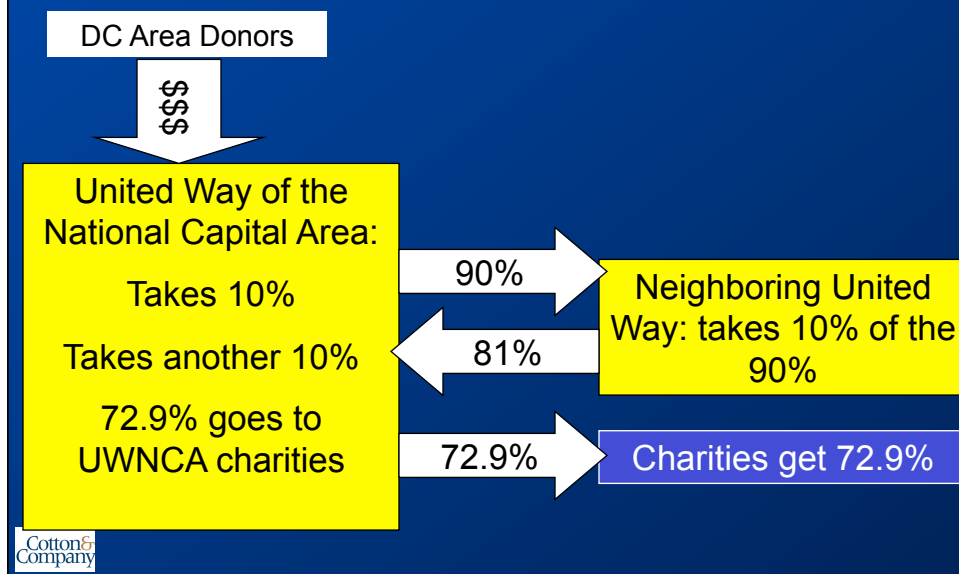 DC Area Donors
$$$
United Way of the
National Capital Area:
Takes 10%
Takes another 10%
72.9% goes to
UWNCA charities
90%
81%
72.9%
Neighboring United
Way: takes 10% of the
90%
Charities get 72.9%
Cotton&
Company